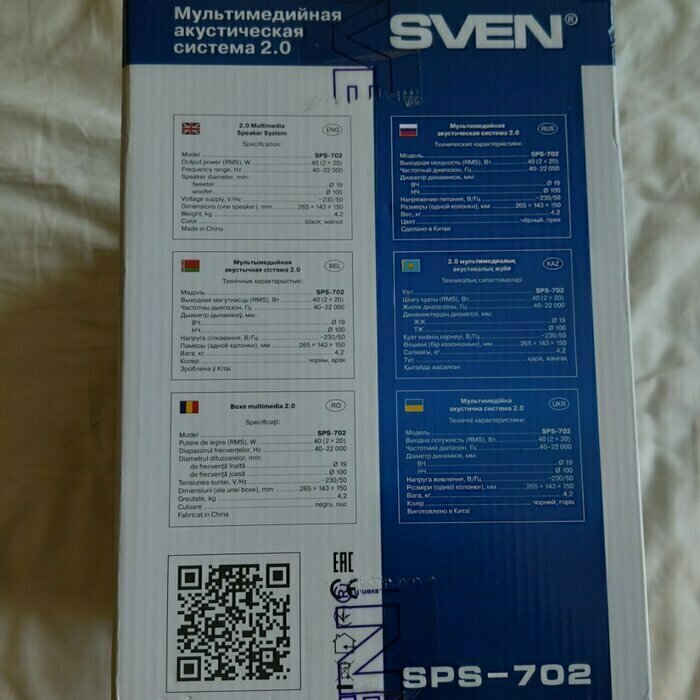 Мультимедийная
акустическая
система 2.0
SVEN®
2.0 Multimedia
Speaker System
ENG
Specification:
Model SPS-702
Output power (RMS), W 40 (2 × 20)
Frequency range, Hz 40–22 000
Speaker diameter, mm:
tweeter Ø 19
woofer Ø 100
Voltage supply, V/Hz ~230/50
Dimensions (one speaker), mm 265 × 143 × 150
Weight, kg 4,2
Color black, walnut
Made in China
Мультимедийная
акустическая система 2.0
RUS
Технические характеристики:
Модель SPS-702
Выходная мощность (RMS), Вт 40 (2 × 20)
Частотный диапазон, Гц 40–22 000
Диаметр динамиков, мм:
ВЧ Ø 19
НЧ Ø 100
Напряжение питания, В/Гц ~230/50
Размеры (одной колонки), мм 265 × 143 × 150
Вес, кг 4,2
Цвет чёрный, орех
Сделано в Китае
Мультымедыйная
акустычная сістэма 2.0
BEL
Тэхнічныя характарыстыкі:
Мадэль SPS-702
Выхадная магутнасць (RMS), Вт 40 (2 × 20)
Частотны дыяпазон, Гц 40–22 000
Дыяметр дынамікаў, мм:
ВЧ Ø 19
НЧ Ø 100
Напруга сілкавання, В/Гц ~230/50
Памеры (адной калонкі), мм 265 × 143 × 150
Вага, кг 4,2
Колер чорны, арэх
Зроблена ў Кітаі
2.0 мультимедиалық
акустикалық жүйе
KAZ
Техникалық сипаттамалар:
Үлгі SPS-702
Шығу қуаты (RMS), Вт 40 (2 × 20)
Жиілік диапазоны, Гц 40–22 000
Динамиктердің диаметрі, мм:
ЖЖ Ø 19
ТЖ Ø 100
Қуат көзінің кернеуі, В/Гц ~230/50
Өлшемі (бір колонканың), мм 265 × 143 × 150
Салмағы, кг 4,2
Түс қара, жаңғақ
Қытайда жасалған
Boxe multimedia 2.0
RO
Specificaţii:
Model SPS-702
Putere de ieşire (RMS), W 40 (2 × 20)
Diapazonul frecvenţelor, Hz 40–22 000
Diametrul difuzoarelor, mm:
de frecvenţă înaltă Ø 19
de frecvenţă joasă Ø 100
Tensiunea sursei, V/Hz ~230/50
Dimensiuni (ale unei boxe), mm 265 × 143 × 150
Greutate, kg 4,2
Culoare negru, nuc
Fabricat în China
Мультимедійна
акустична система 2.0
UKR
Технічні характеристики:
Модель SPS-702
Вихідна потужність (RMS), Вт 40 (2 × 20)
Частотний діапазон, Гц 40–22 000
Діаметр динаміків, мм:
ВЧ Ø 19
НЧ Ø 100
Напруга живлення, В/Гц ~230/50
Розміри (однієї колонки), мм 265 × 143 × 150
Вага, кг 4,2
Колір чорний, горіх
Виготовлено в Китаї
EAC
CE
SPS-702